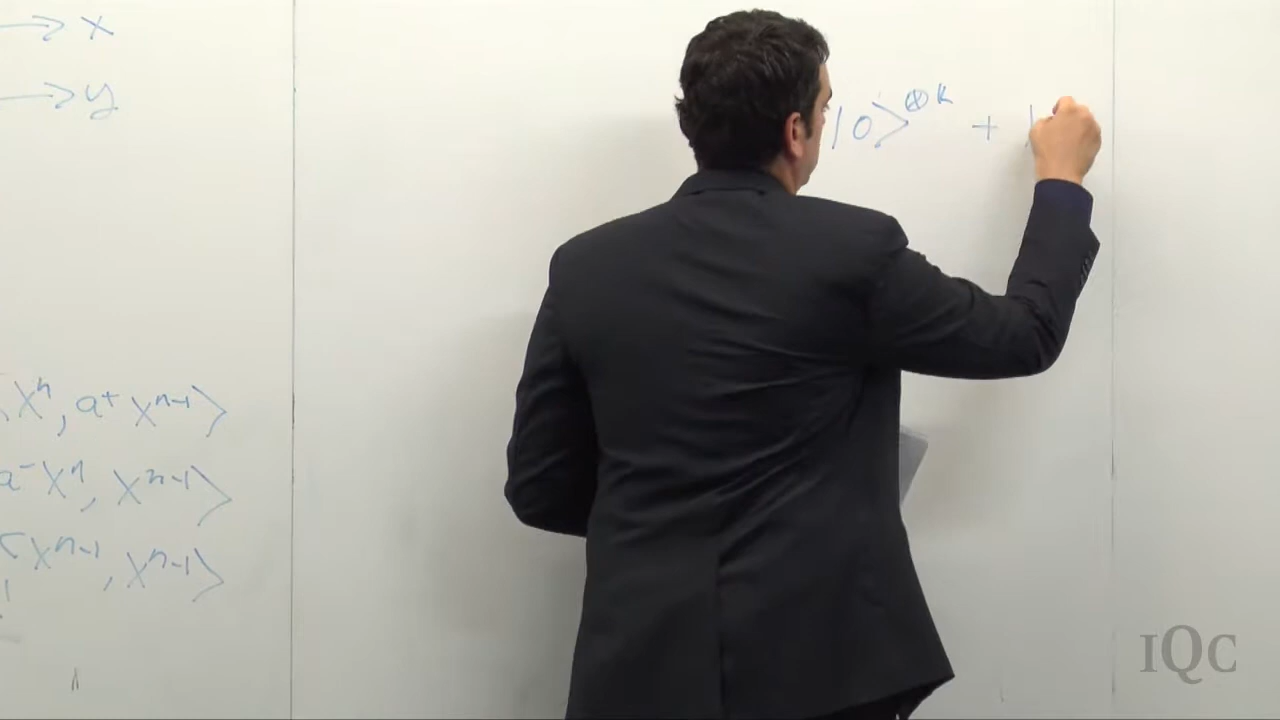 → x
→ y
|0⟩^{⊗k} + |
⟨X^n, a^+ X^{n-1}⟩
a^- X^n, X^{n-1}⟩
X^{n-1}, X^{n-1}⟩
IQC